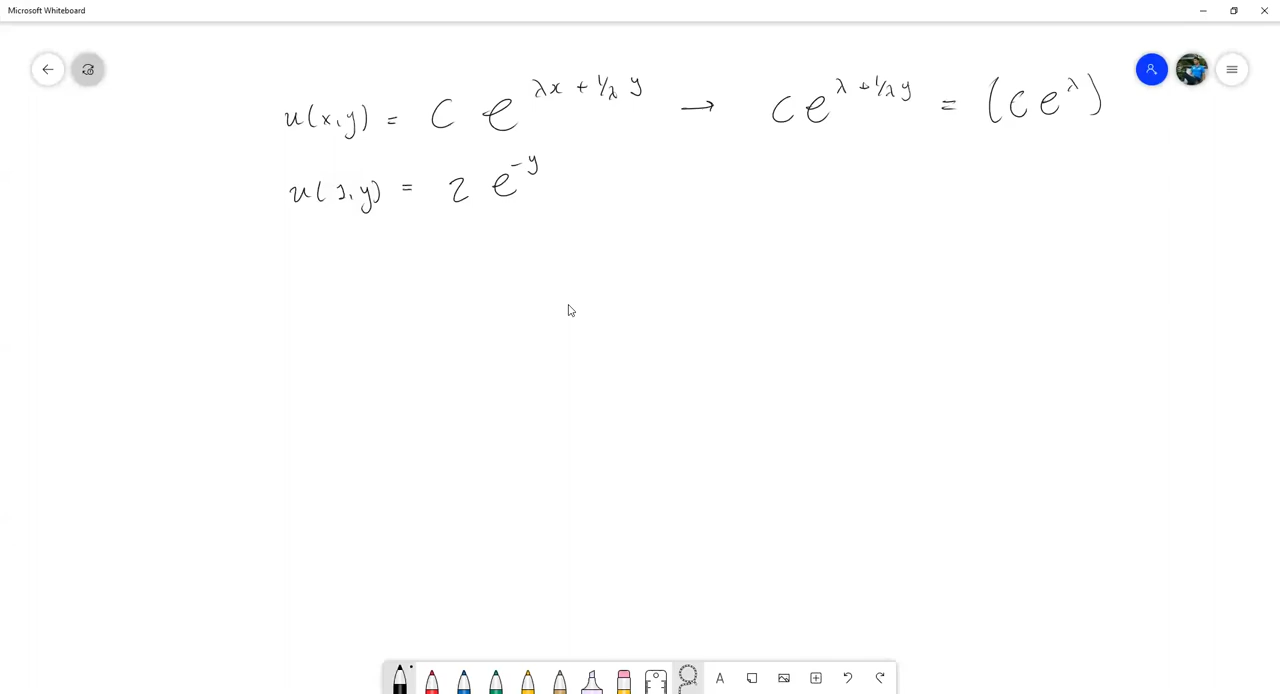 Microsoft Whiteboard
u(x,y) = C e^{λx + 1/λ y} → C e^{λ + 1/λ y} = (C e^{λ})
u(1,y) = 2 e^{-y}
A